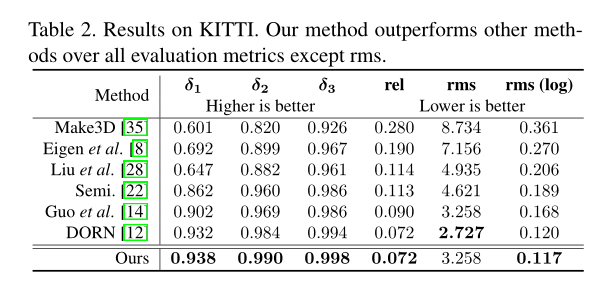 Table 2. Results on KITTI. Our method outperforms other meth-
ods over all evaluation metrics except rms.
Method δ1 δ2 δ3 rel rms rms (log)
Higher is better Lower is better
Make3D [35] 0.601 0.820 0.926 0.280 8.734 0.361
Eigen et al. [8 0.692 0.899 0.967 0.190 7.156 0.270
Liu et al. [28 0.647 0.882 0.961 0.114 4.935 0.206
Semi. [22] 0.862 0.960 0.986 0.113 4.621 0.189
Guo et al. [14] 0.902 0.969 0.986 0.090 3.258 0.168
DORN [12] 0.932 0.984 0.994 0.072 2.727 0.120
Ours 0.938 0.990 0.998 0.072 3.258 0.117